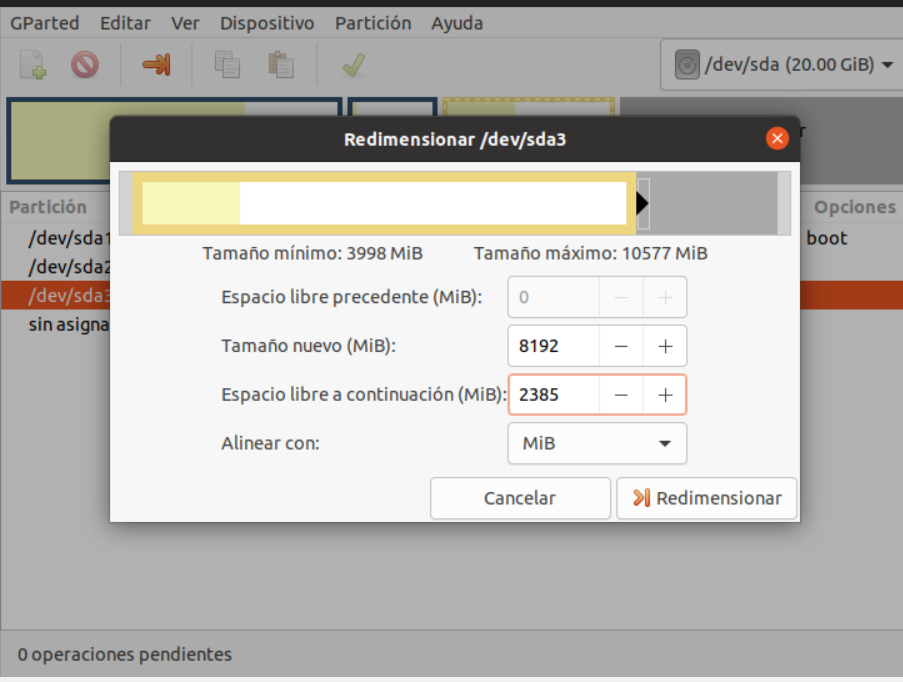 GParted Editar Ver Dispositivo Partición Ayuda
/dev/sda (20.00 GiB)
Redimensionar /dev/sda3
Partición
Opciones
/dev/sda1
boot
/dev/sda2
/dev/sda3
sin asigna
Tamaño mínimo: 3998 MiB Tamaño máximo: 10577 MiB
Espacio libre precedente (MiB): 0
Tamaño nuevo (MiB): 8192
Espacio libre a continuación (MiB): 2385
Alinear con: MiB
Cancelar Redimensionar
0 operaciones pendientes